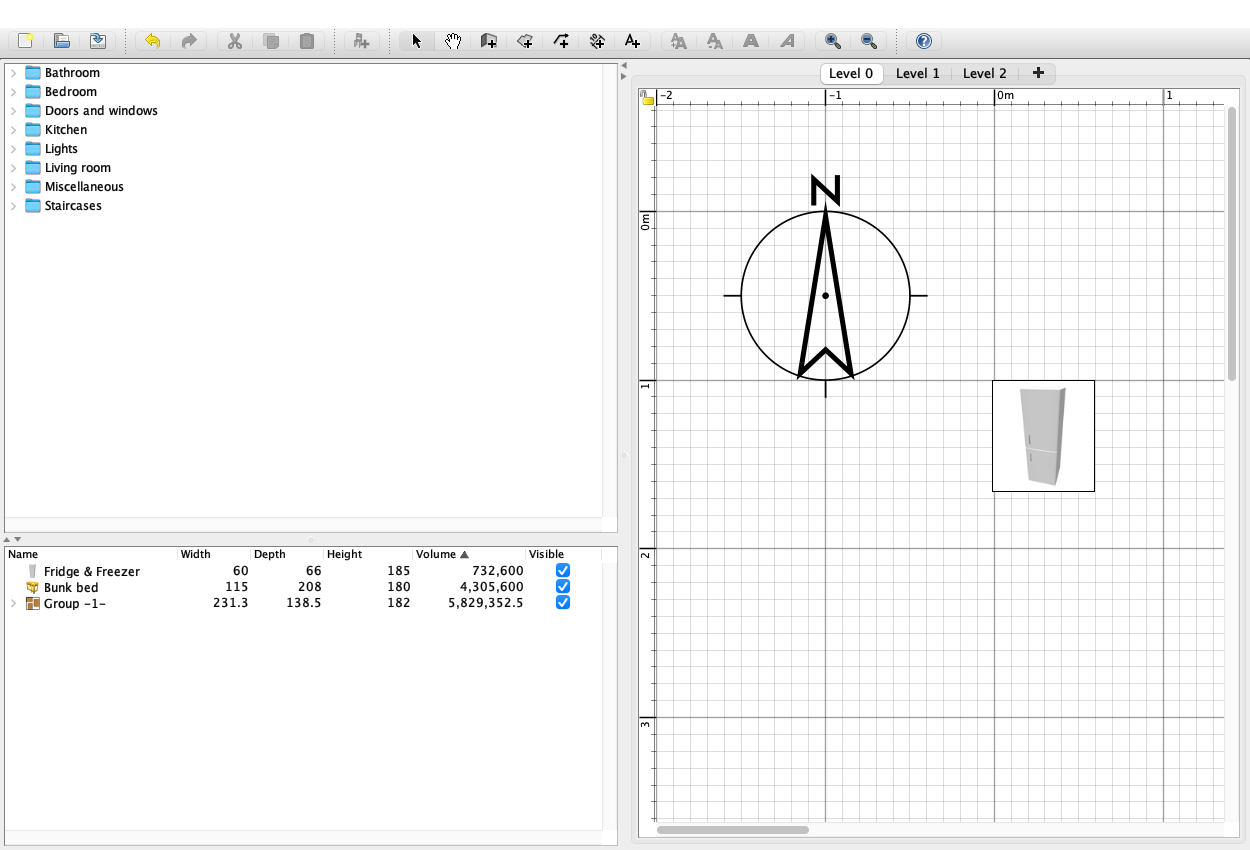 Level 0 Level 1 Level 2 +
Bathroom
Bedroom
Doors and windows
Kitchen
Lights
Living room
Miscellaneous
Staircases
-2 -1 0m 1
N
0m
1
2
3
Name Width Depth Height Volume Visible
Fridge & Freezer 60 66 185 732,600
Bunk bed 115 208 180 4,305,600
Group -1- 231.3 138.5 182 5,829,352.5